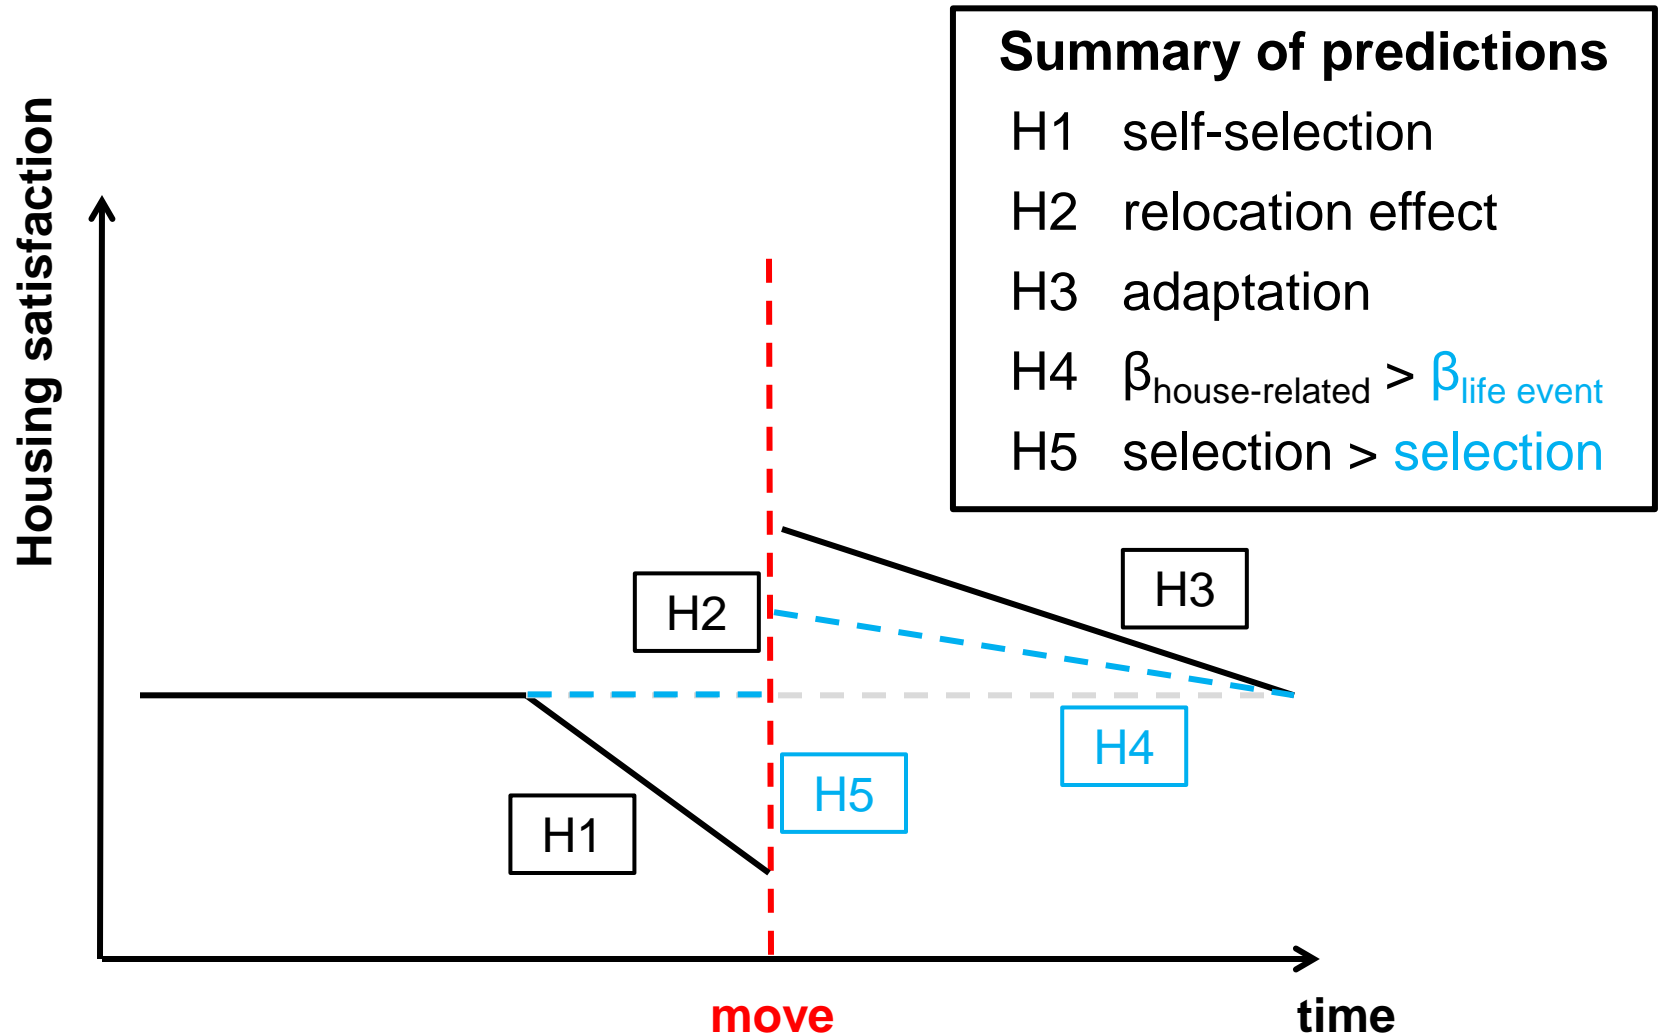 Summary of predictions
H1 self-selection
H2 relocation effect
H3 adaptation
H4 βhouse-related > βlife event
H5 selection > selection
Housing satisfaction
H2
H3
H4
H5
H1
move
time